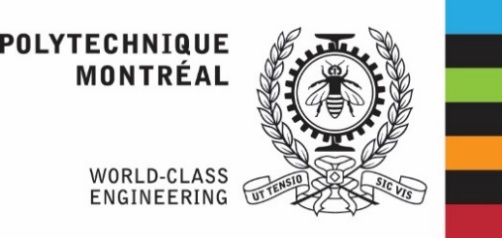 POLYTECHNIQUE
MONTRÉAL
WORLD-CLASS
ENGINEERING
UT TENSIO
SIC VIS